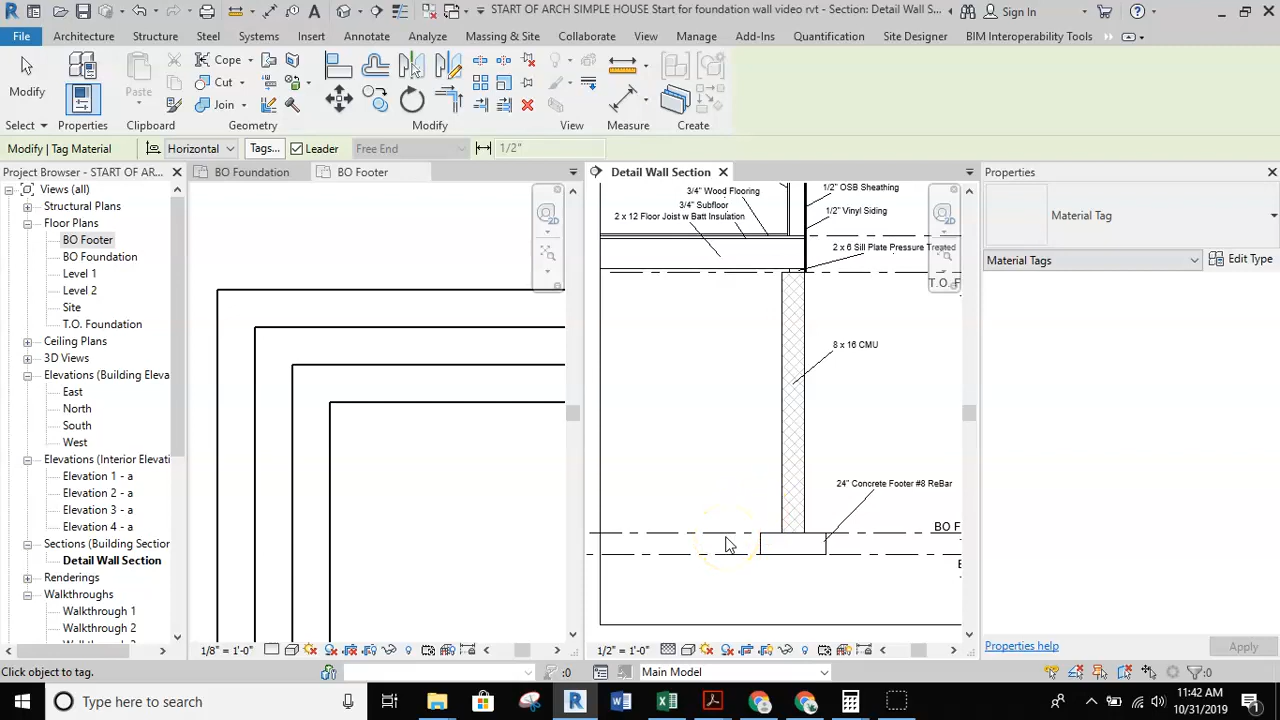 START OF ARCH SIMPLE HOUSE Start for foundation wall video rvt - Section: Detail Wall S...
Sign In
File Architecture Structure Steel Systems Insert Annotate Analyze Massing & Site Collaborate View Manage Add-Ins Quantification Site Designer BIM Interoperability Tools
Modify
Paste
Cope
Cut
Join
Select Properties Clipboard Geometry Modify View Measure Create
Modify | Tag Material Horizontal Tags... Leader Free End 1/2"
Project Browser - START OF AR...
Views (all)
Structural Plans
Floor Plans
BO Footer
BO Foundation
Level 1
Level 2
Site
T.O. Foundation
Ceiling Plans
3D Views
Elevations (Building Eleva
East
North
South
West
Elevations (Interior Elevati
Elevation 1 - a
Elevation 2 - a
Elevation 3 - a
Elevation 4 - a
Sections (Building Section
Detail Wall Section
Renderings
Walkthroughs
Walkthrough 1
Walkthrough 2
BO Foundation BO Footer
2D
1/8" = 1'-0"
Detail Wall Section
3/4" Wood Flooring
3/4" Subfloor
2 x 12 Floor Joist w Batt Insulation
1/2" OSB Sheathing
1/2" Vinyl Siding
2 x 6 Sill Plate Pressure Treated
T.O. F
8 x 16 CMU
24" Concrete Footer #8 ReBar
BO F
2D
1/2" = 1'-0"
Properties
Material Tag
Material Tags
Edit Type
Properties help
Apply
Click object to tag.
:0
Main Model
:0
Type here to search
11:42 AM
10/31/2019